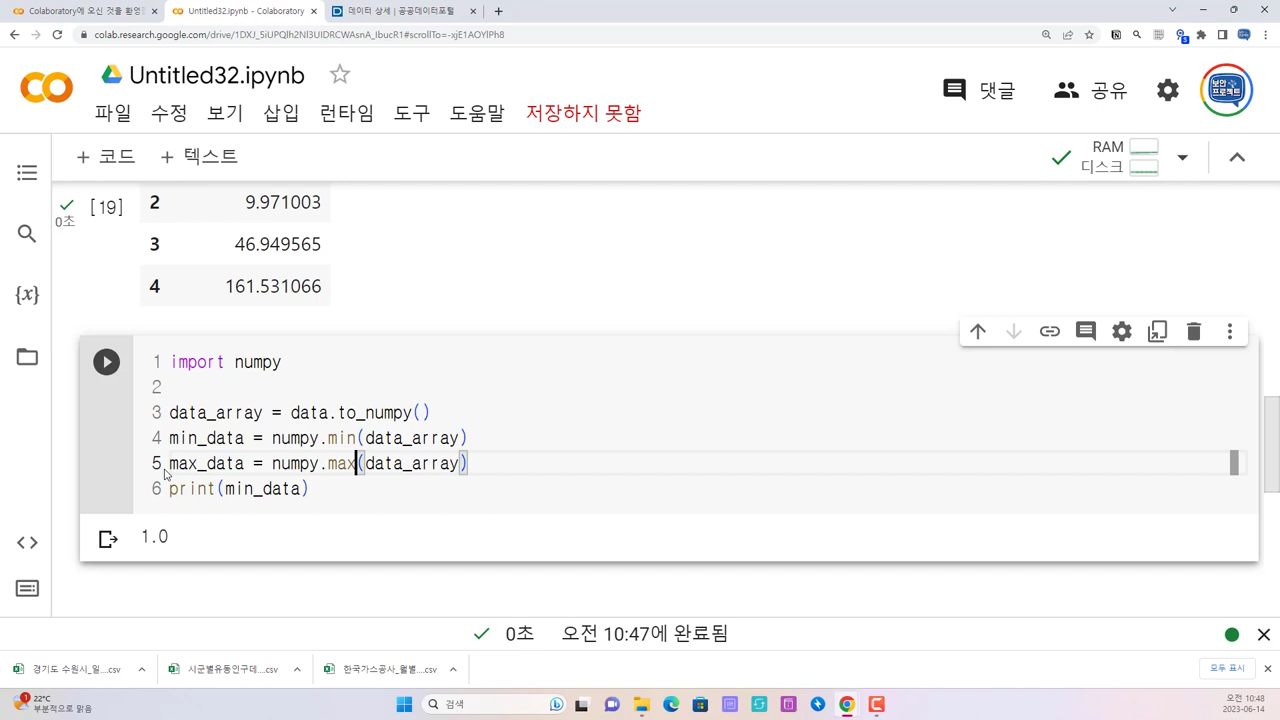 Colaboratory에 오신 것을 환영
Untitled32.ipynb - Colaboratory
데이터 상세 | 공공데이터포털
colab.research.google.com/drive/1DXJ_5iUPQIh2NI3UIDRCWAsnA_IbucR1#scrollTo=-xjE1AOYlPh8
Untitled32.ipynb
댓글
공유
보안
프로젝트
파일
수정
보기
삽입
런타임
도구
도움말
저장하지 못함
+ 코드
+ 텍스트
RAM
디스크
[19]
0초
2 9.971003
3 46.949565
4 161.531066
{x}
1 import numpy
2
3 data_array = data.to_numpy()
4 min_data = numpy.min(data_array)
5 max_data = numpy.max(data_array)
6 print(min_data)
1.0
0초 오전 10:47에 완료됨
경기도 수원시_일....csv
시군별유동인구데....csv
한국가스공사_월별....csv
모두 표시
1
22°C
부분적으로 맑음
검색
오전 10:48
2023-06-14